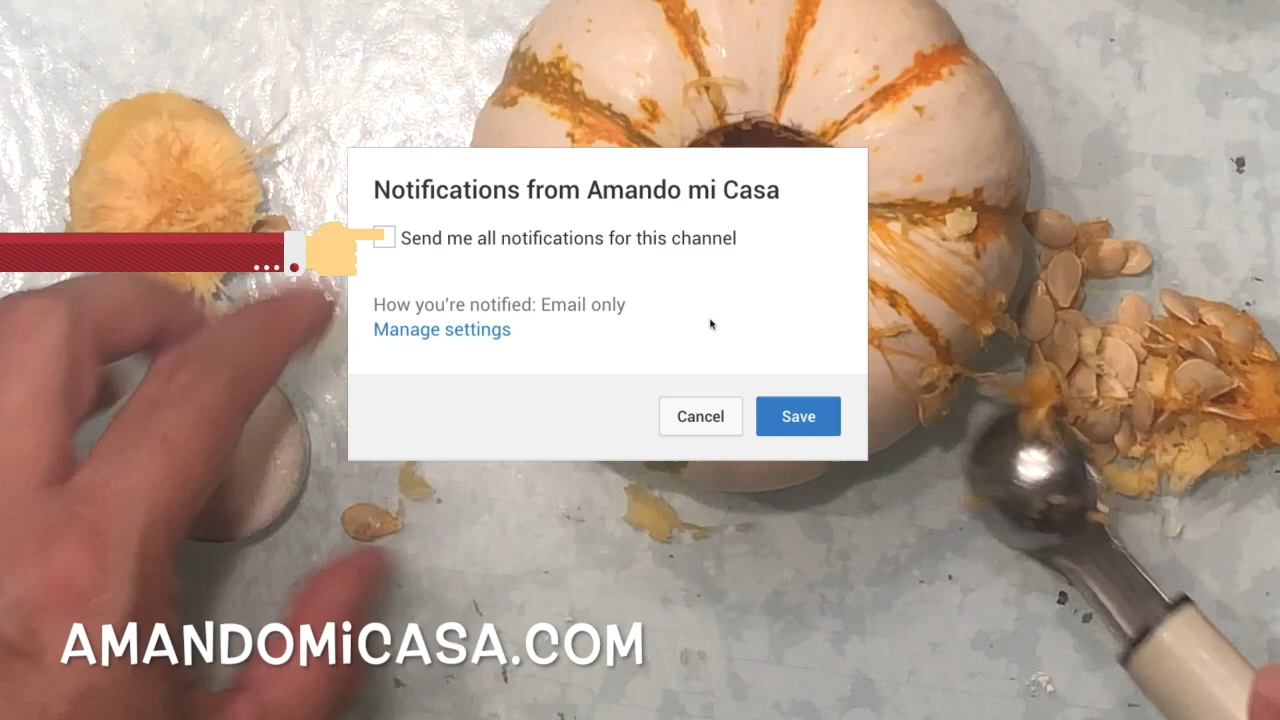 Notifications from Amando mi Casa
Send me all notifications for this channel
How you're notified: Email only
Manage settings
Cancel
Save
AMANDOMiCASA.COM